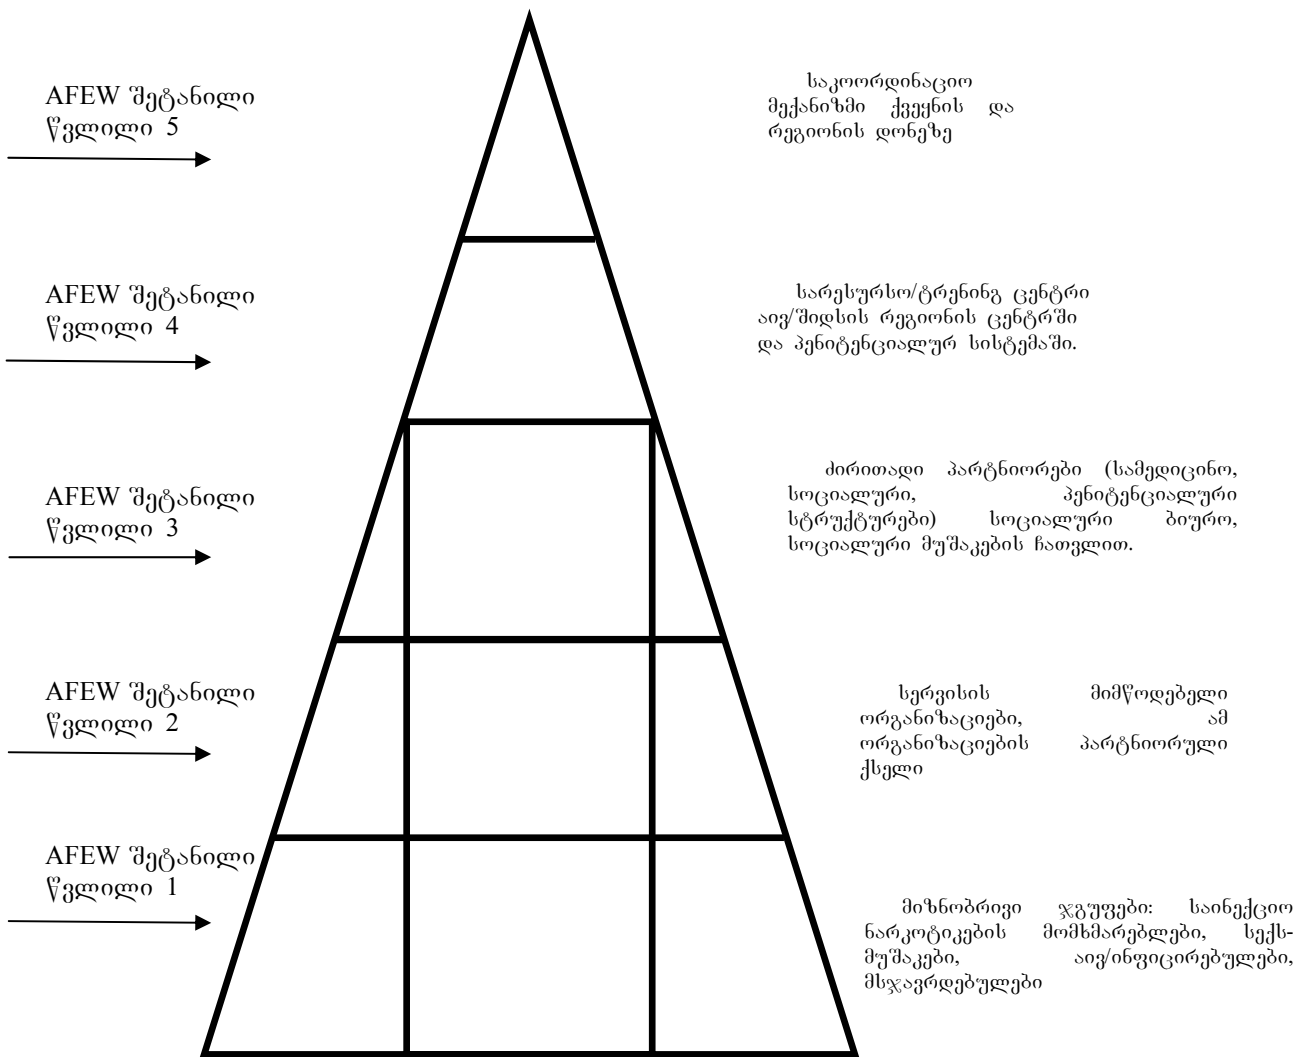 AFEW შეტანილი
წვლილი 5
საკოორდინაციო
მექანიზმი ქვეყნის და
რეგიონის დონეზე
AFEW შეტანილი
წვლილი 4
სარესურსო/ტრენინგ ცენტრი
აივ/შიდსის რეგიონის ცენტრში
და პენიტენციალურ სისტემაში.
AFEW შეტანილი
წვლილი 3
ძირითადი პარტნიორები (სამედიცინო,
სოციალური, პენიტენციალური
სტრუქტურები) სოციალური ბიურო,
სოციალური მუშაკების ჩათვლით.
AFEW შეტანილი
წვლილი 2
სერვისის მიმწოდებელი
ორგანიზაციები, ამ
ორგანიზაციების პარტნიორული
ქსელი
AFEW შეტანილი
წვლილი 1
მიზნობრივი ჯგუფები: საინექციო
ნარკოტიკების მომხმარებლები, სექს-
მუშაკები, აივ/ინფიცირებულები,
მსჯავრდებულები